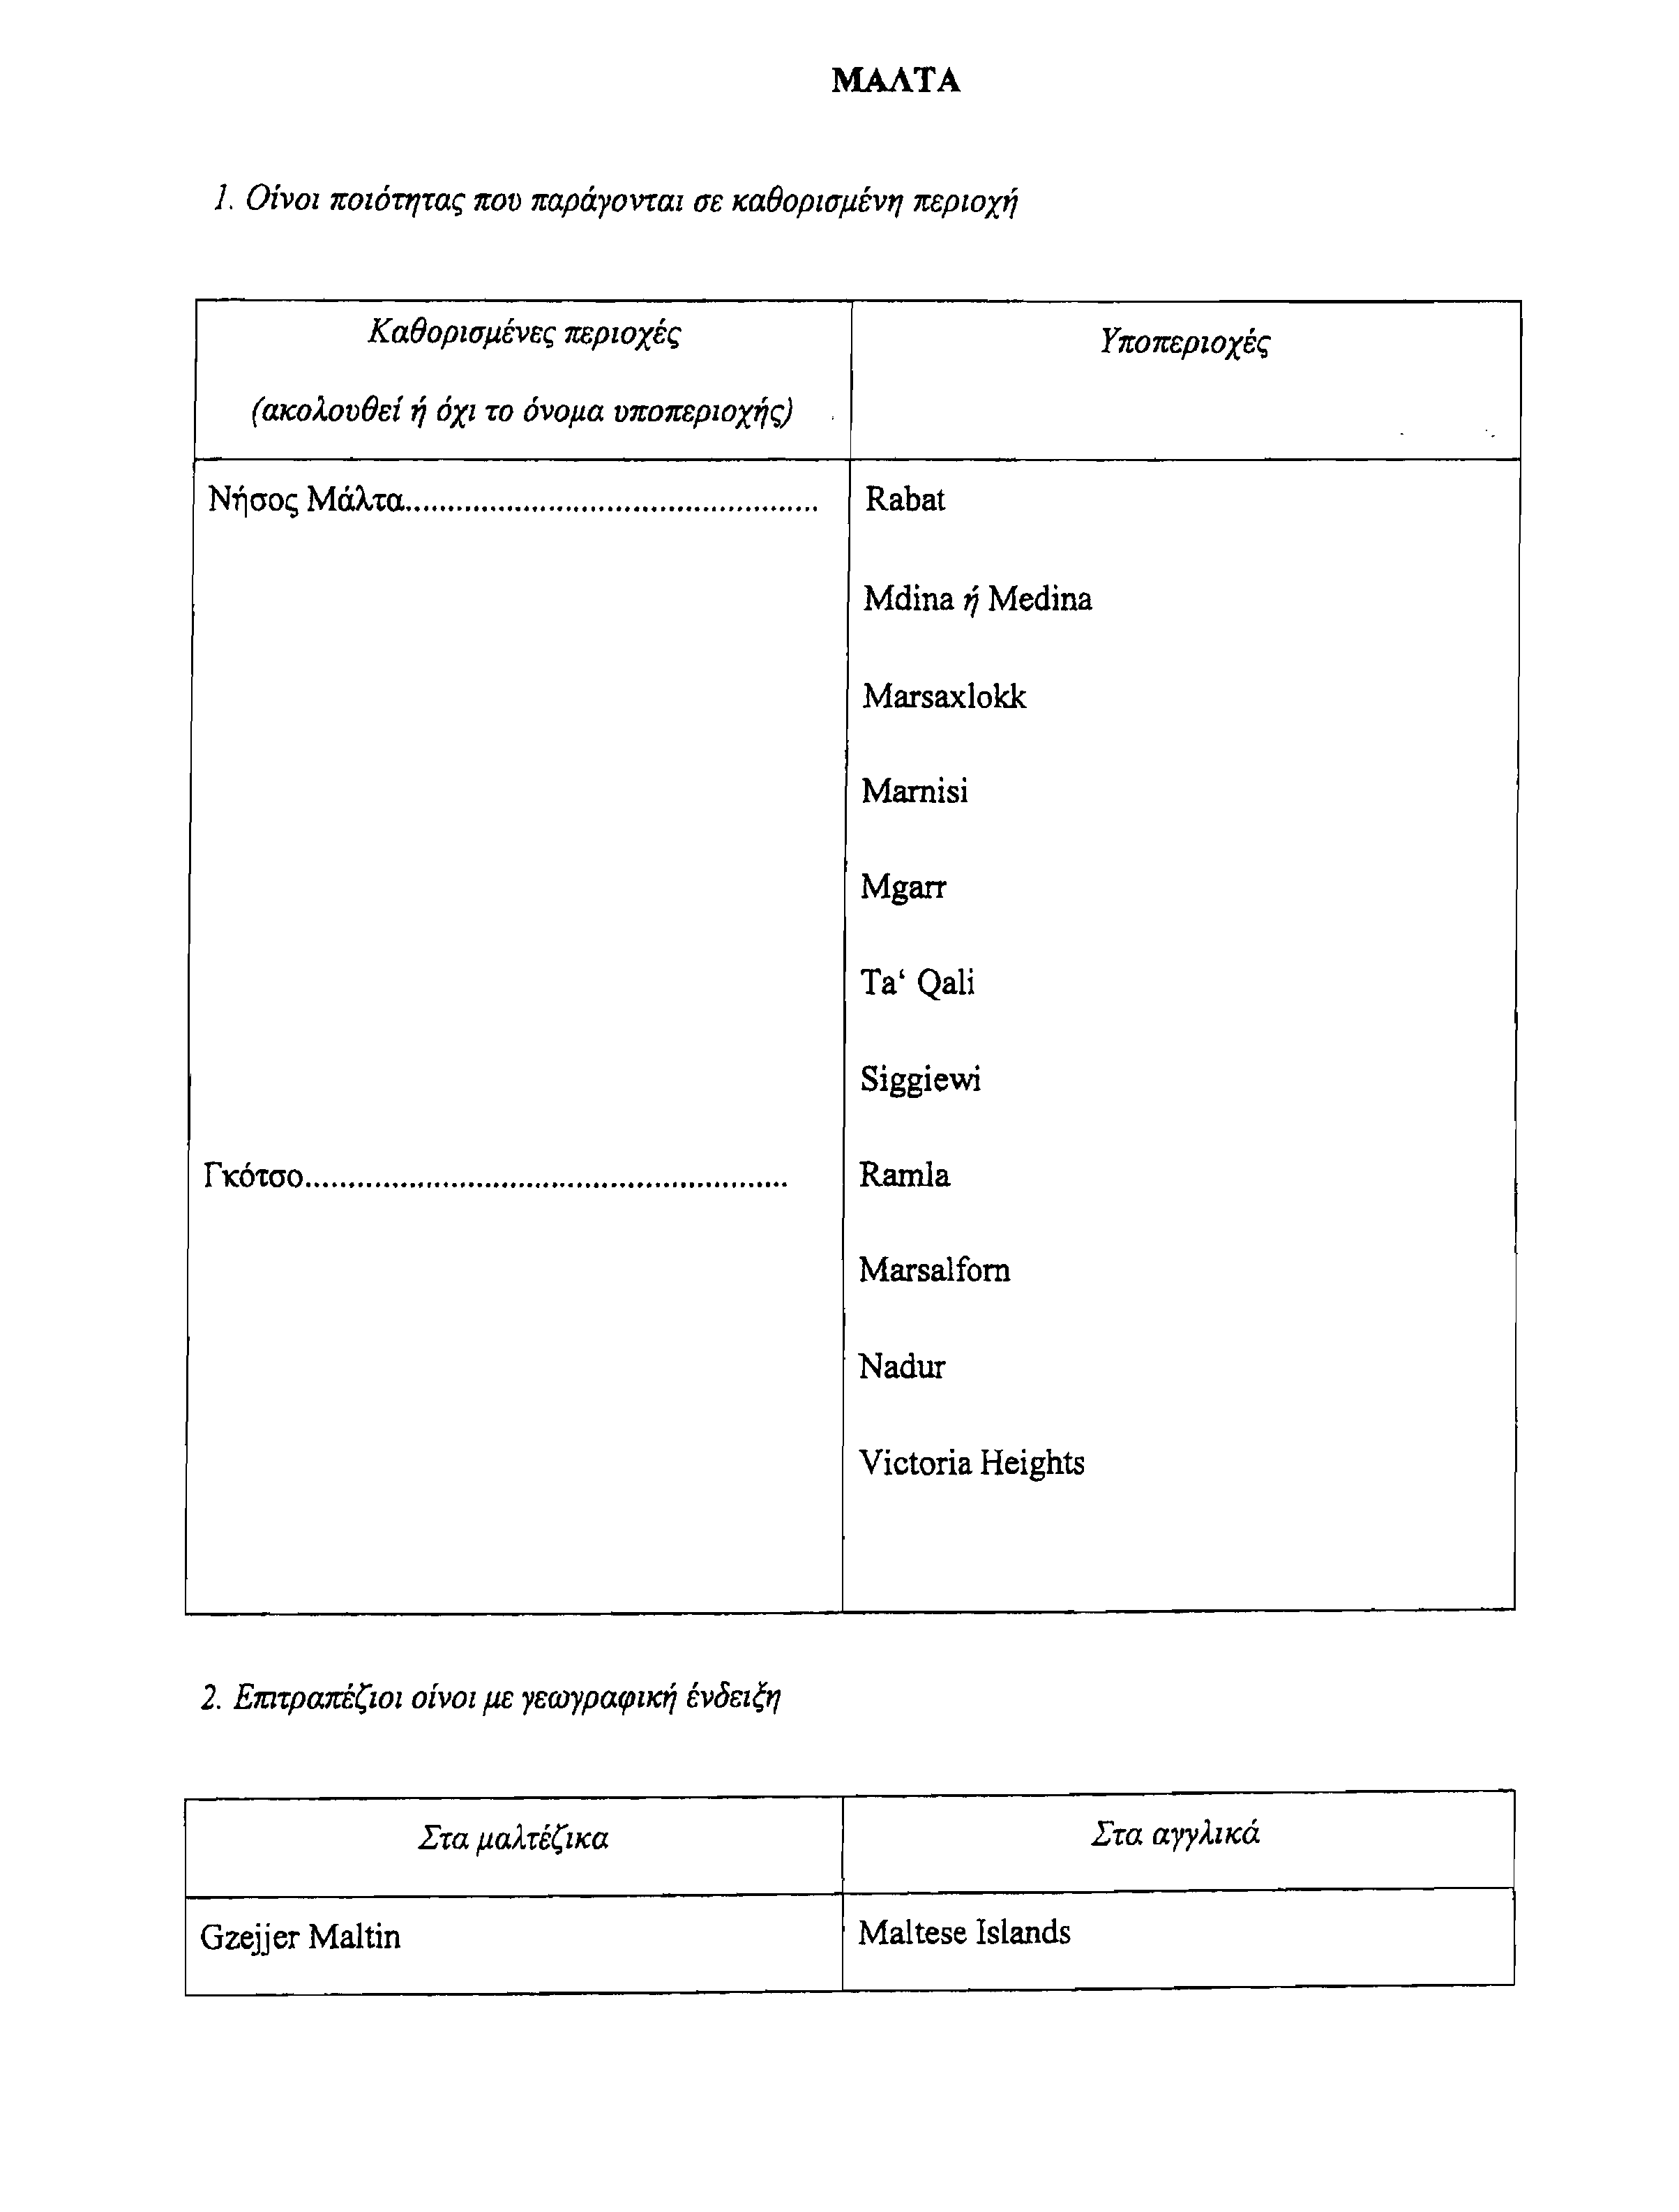 ΜΑΛΤΑ
1. Οίνοι ποιότητας που παράγονται σε καθορισμένη περιοχή
Καθορισμένες περιοχές
(ακολουθεί ή όχι το όνομα υποπεριοχής)
Υποπεριοχές
Νήσος Μάλτα..................................................
Rabat
Mdina ή Medina
Marsaxlokk
Marnisi
Mgarr
Ta‘ Qali
Siggiewi
Γκότσο..........................................................
Ramla
Marsalforn
Nadur
Victoria Heights
2. Επιτραπέζιοι οίνοι με γεωγραφική ένδειξη
Στα μαλτέζικα
Στα αγγλικά
Gzejjer Maltin
Maltese Islands